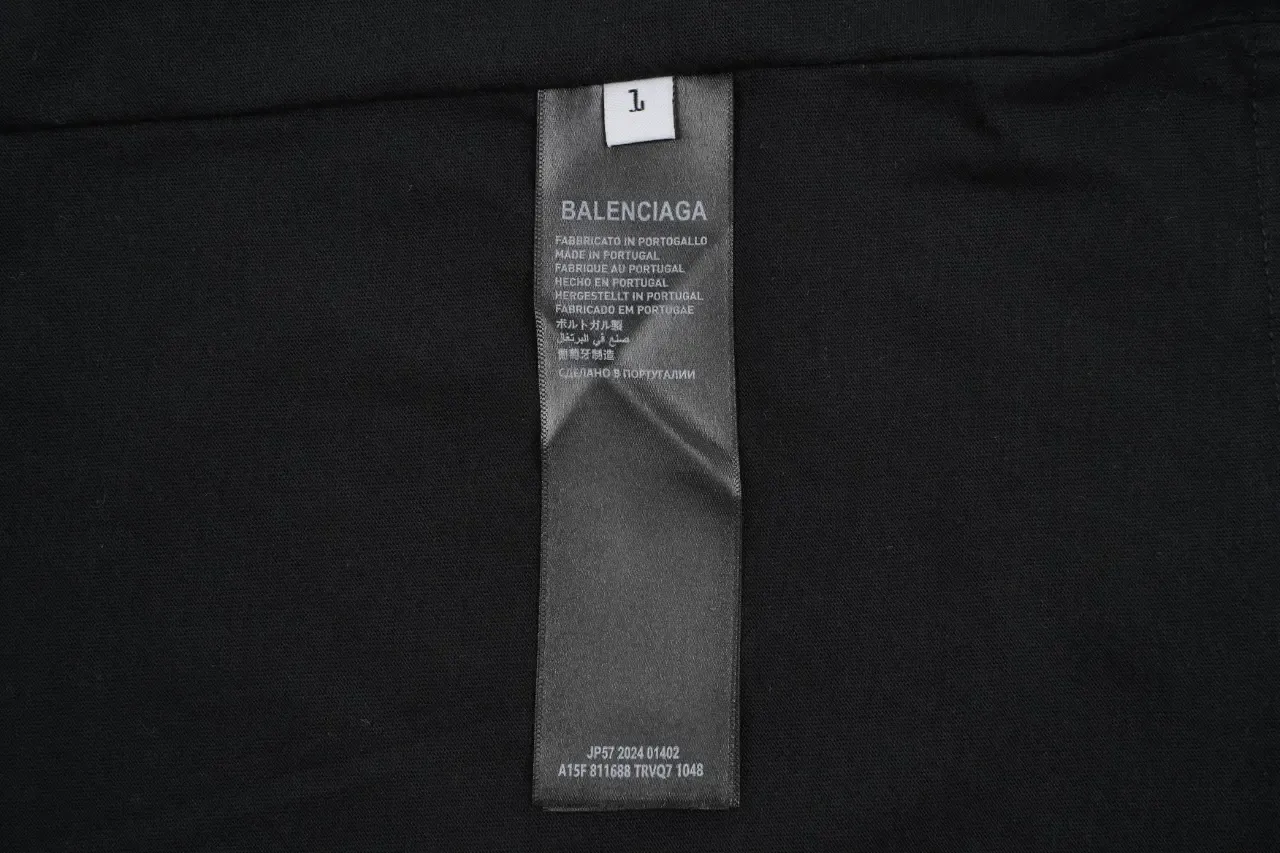 1
BALENCIAGA
FABBRICATO IN PORTOGALLO
MADE IN PORTUGAL
FABRIQUE AU PORTUGAL
HECHO EN PORTUGAL
HERGESTELLT IN PORTUGAL
FABRICADO EM PORTUGAE
ポルトガル製
صنع في البرتغال
葡萄牙制造
СДЕЛАНО В ПОРТУГАЛИИ
JP57 2024 01402
A15F 811688 TRVQ7 1048